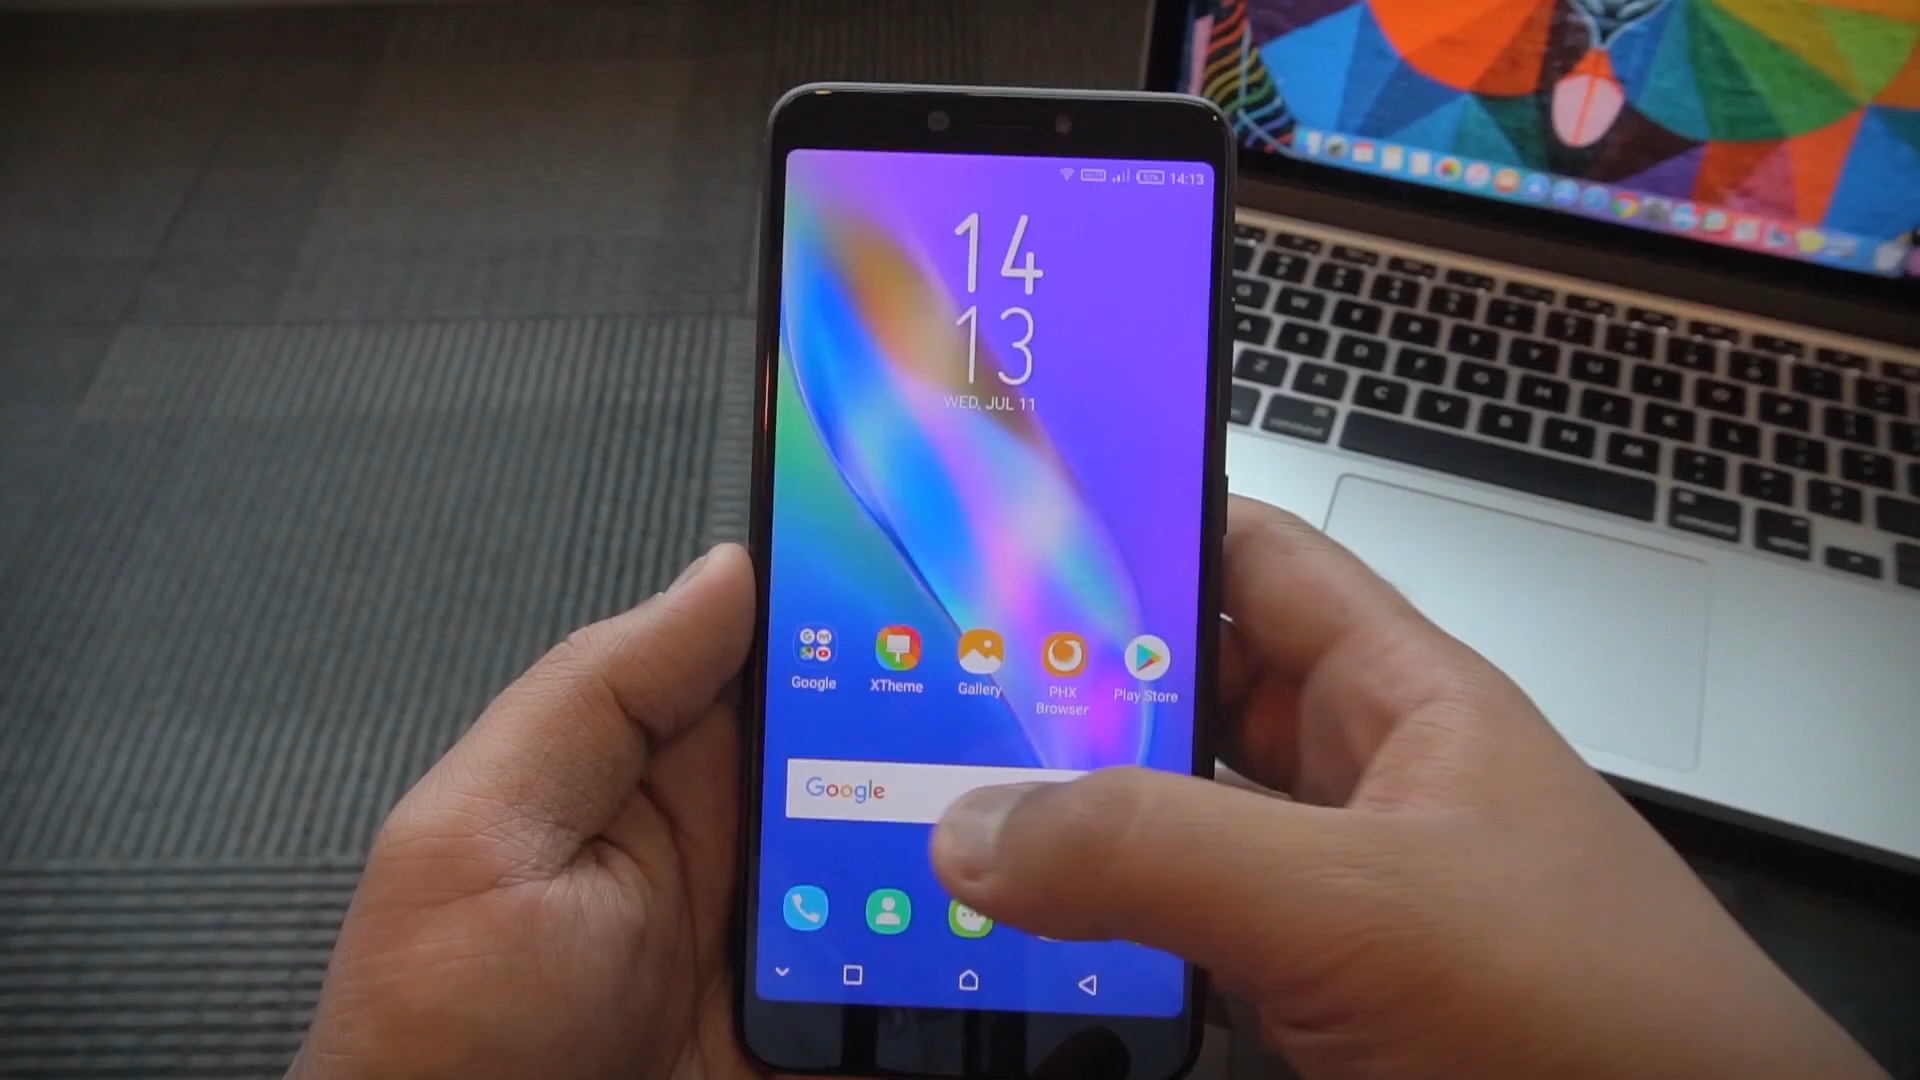 14:13
14
13
WED, JUL 11
Google
XTheme
Gallery
PHX
Browser
Play Store
Google
W
E
A
S
D
Z
X
C
V
B
N
M